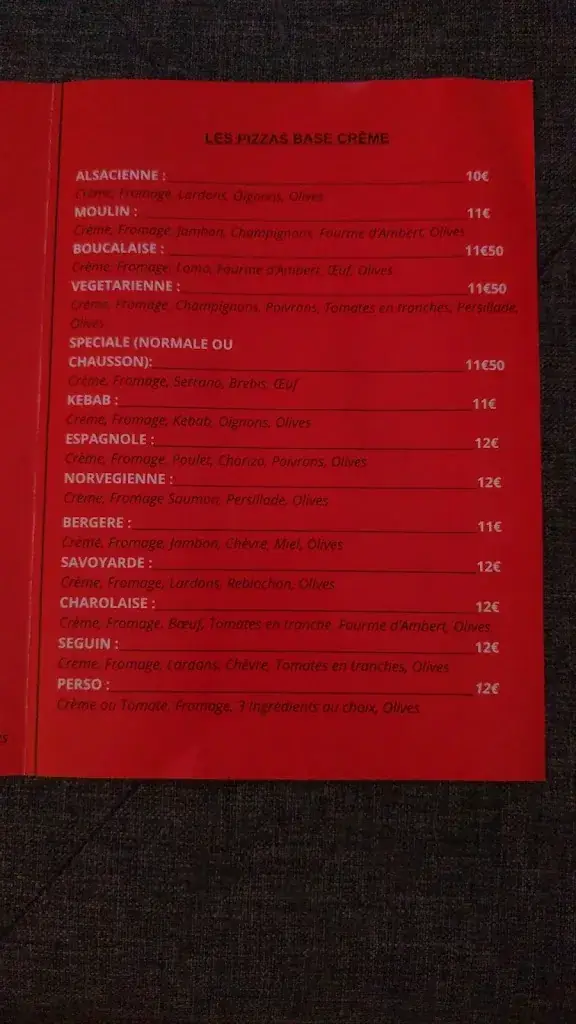 LES PIZZAS BASE CRÈME
ALSACIENNE : 10€
Crème, Fromage, Lardons, Oignons, Olives
MOULIN : 11€
Crème, Fromage, Jambon, Champignons, Fourme d'Ambert, Olives
BOUCALAISE : 11€50
Crème, Fromage, Lomo, Fourme d'Ambert, Œuf, Olives
VEGETARIENNE : 11€50
Crème, Fromage, Champignons, Poivrons, Tomates en tranches, Persillade,
Olives
SPECIALE (NORMALE OU
CHAUSSON): 11€50
Crème, Fromage, Serrano, Brebis, Œuf
KEBAB : 11€
Crème, Fromage, Kebab, Oignons, Olives
ESPAGNOLE : 12€
Crème, Fromage, Poulet, Chorizo, Poivrons, Olives
NORVEGIENNE : 12€
Crème, Fromage Saumon, Persillade, Olives
BERGERE : 11€
Crème, Fromage, Jambon, Chèvre, Miel, Olives
SAVOYARDE : 12€
Crème, Fromage, Lardons, Reblochon, Olives
CHAROLAISE : 12€
Crème, Fromage, Bœuf, Tomates en tranche, Fourme d'Ambert, Olives
SEGUIN : 12€
Crème, Fromage, Lardons, Chèvre, Tomates en tranches, Olives
PERSO : 12€
Crème ou Tomate, Fromage, 3 Ingrédients au choix, Olives